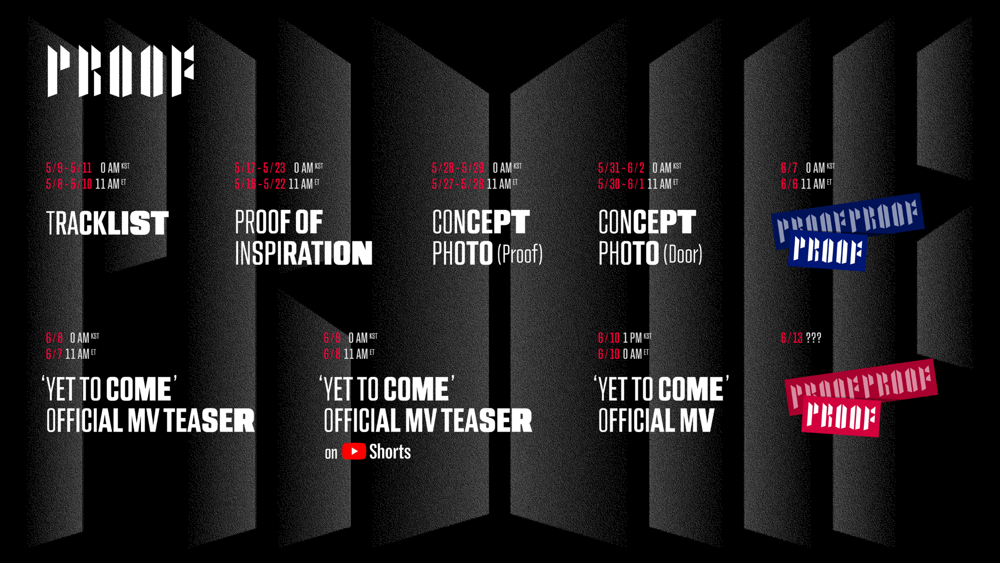 PROOF
5/9 - 5/11 0 AM KST
5/8 - 5/10 11 AM ET
TRACKLIST
5/17 - 5/23 0 AM KST
5/16 - 5/22 11 AM ET
PROOF OF
INSPIRATION
5/28 - 5/29 0 AM KST
5/27 - 5/28 11 AM ET
CONCEPT
PHOTO (Proof)
5/31 - 6/2 0 AM KST
5/30 - 6/1 11 AM ET
CONCEPT
PHOTO (Door)
6/7 0 AM KST
6/6 11 AM ET
PROOFPROOF
PROOF
6/8 0 AM KST
6/7 11 AM ET
‘YET TO COME’
OFFICIAL MV TEASER
6/9 0 AM KST
6/8 11 AM ET
‘YET TO COME’
OFFICIAL MV TEASER
on Shorts
6/10 1 PM KST
6/10 0 AM ET
‘YET TO COME’
OFFICIAL MV
6/13 ???
PROOFPROOF
PROOF